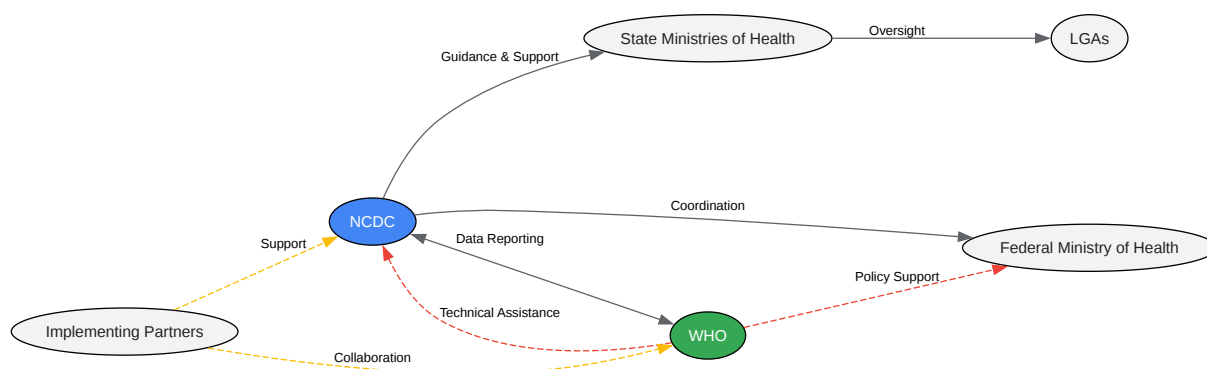 State Ministries of Health
Oversight
LGAs
Guidance & Support
NCDC
Coordination
Data Reporting
Support
Federal Ministry of Health
Policy Support
Technical Assistance
Implementing Partners
WHO
Collaboration